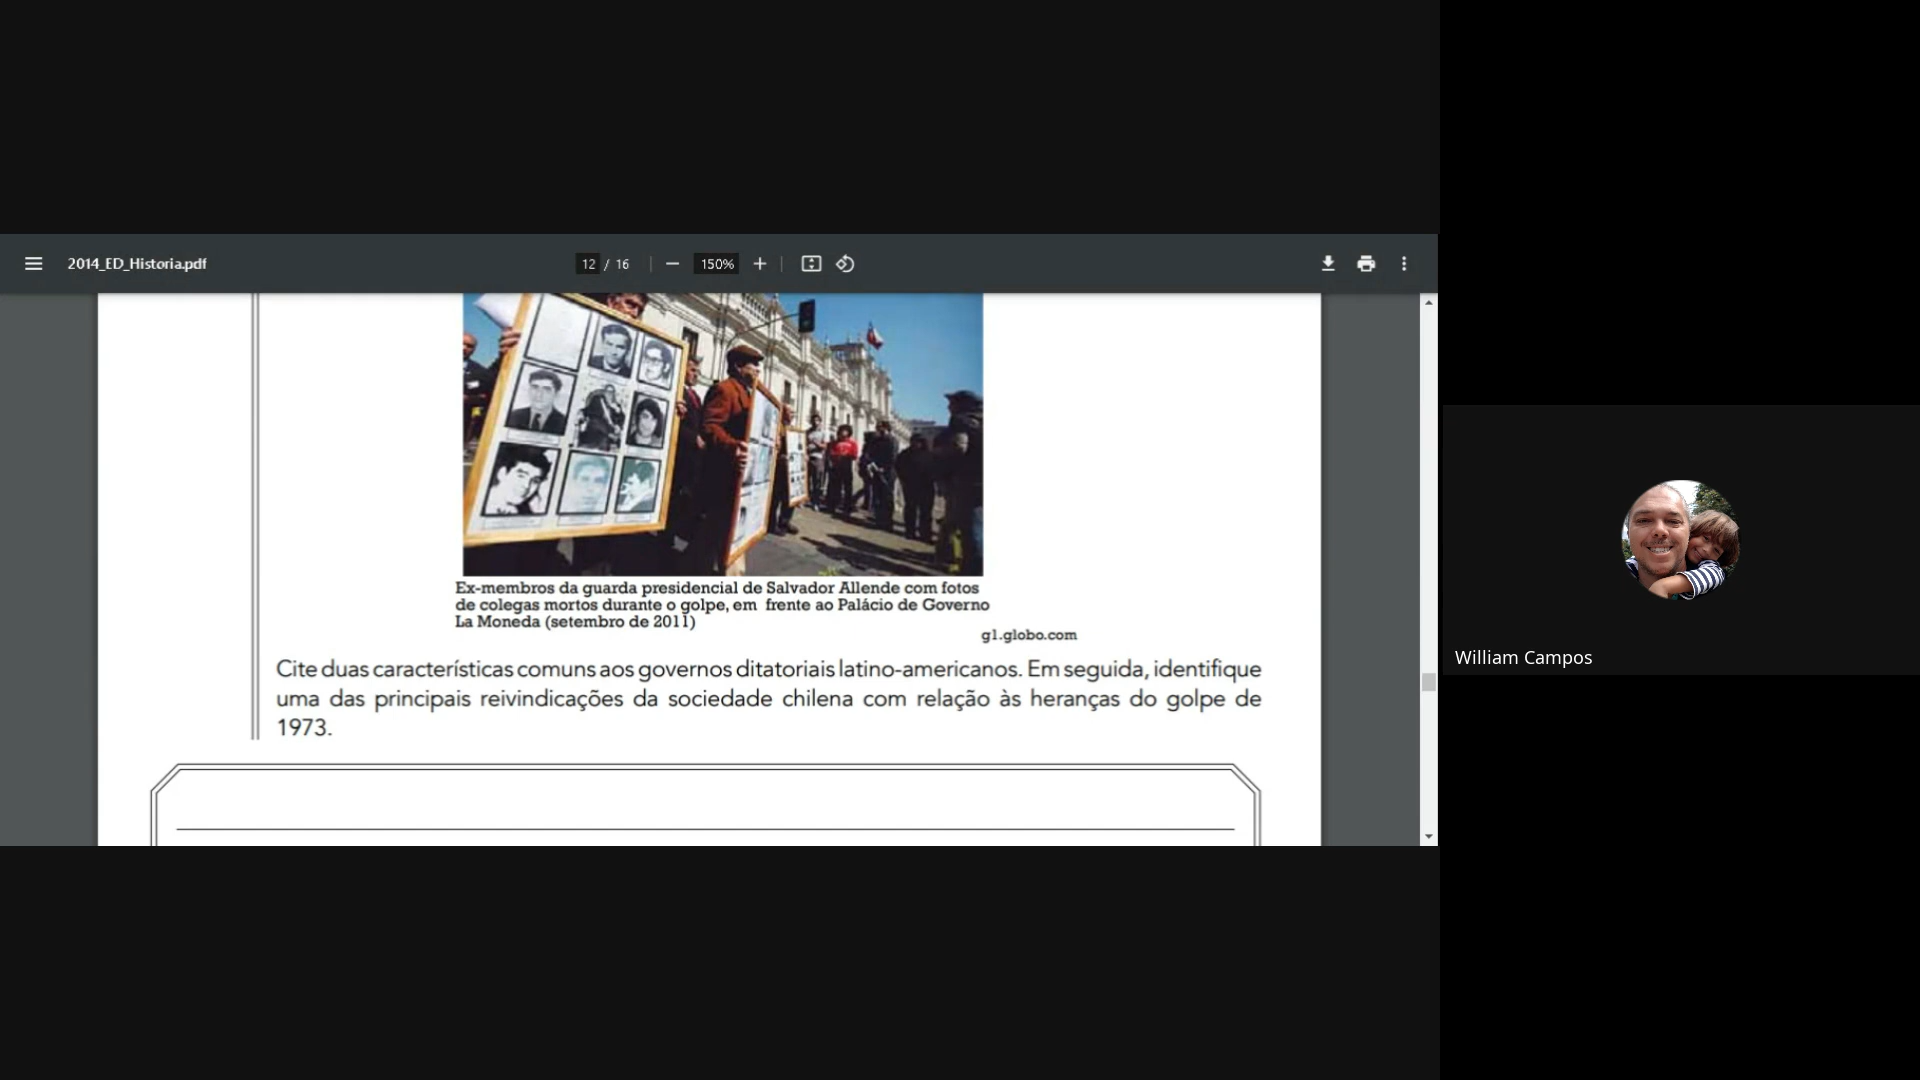 2014_ED_Historia.pdf
12 / 16
150%
Ex-membros da guarda presidencial de Salvador Allende com fotos
de colegas mortos durante o golpe, em frente ao Palácio de Governo
La Moneda (setembro de 2011)
g1.globo.com
Cite duas características comuns aos governos ditatoriais latino-americanos. Em seguida, identifique
uma das principais reivindicações da sociedade chilena com relação às heranças do golpe de
1973.
William Campos